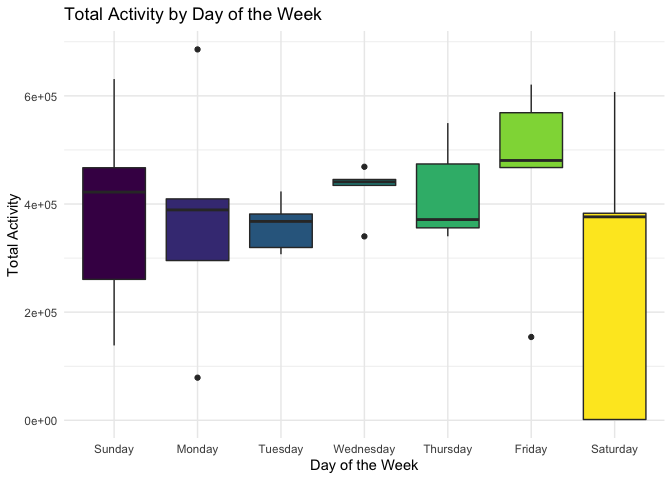 Total Activity by Day of the Week
Total Activity
6e+05
4e+05
2e+05
0e+00
Sunday Monday Tuesday Wednesday Thursday Friday Saturday
Day of the Week